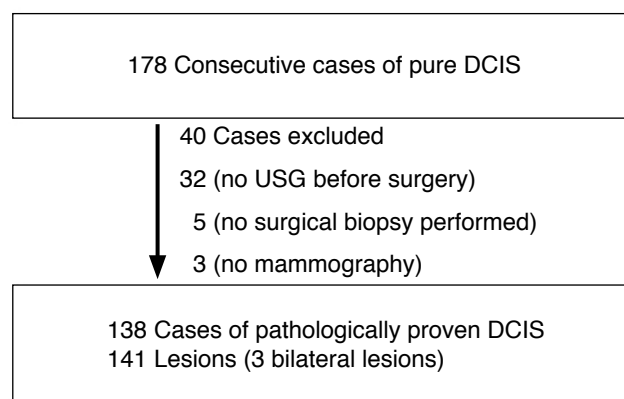 178 Consecutive cases of pure DCIS
40 Cases excluded
32 (no USG before surgery)
5 (no surgical biopsy performed)
3 (no mammography)
138 Cases of pathologically proven DCIS
141 Lesions (3 bilateral lesions)